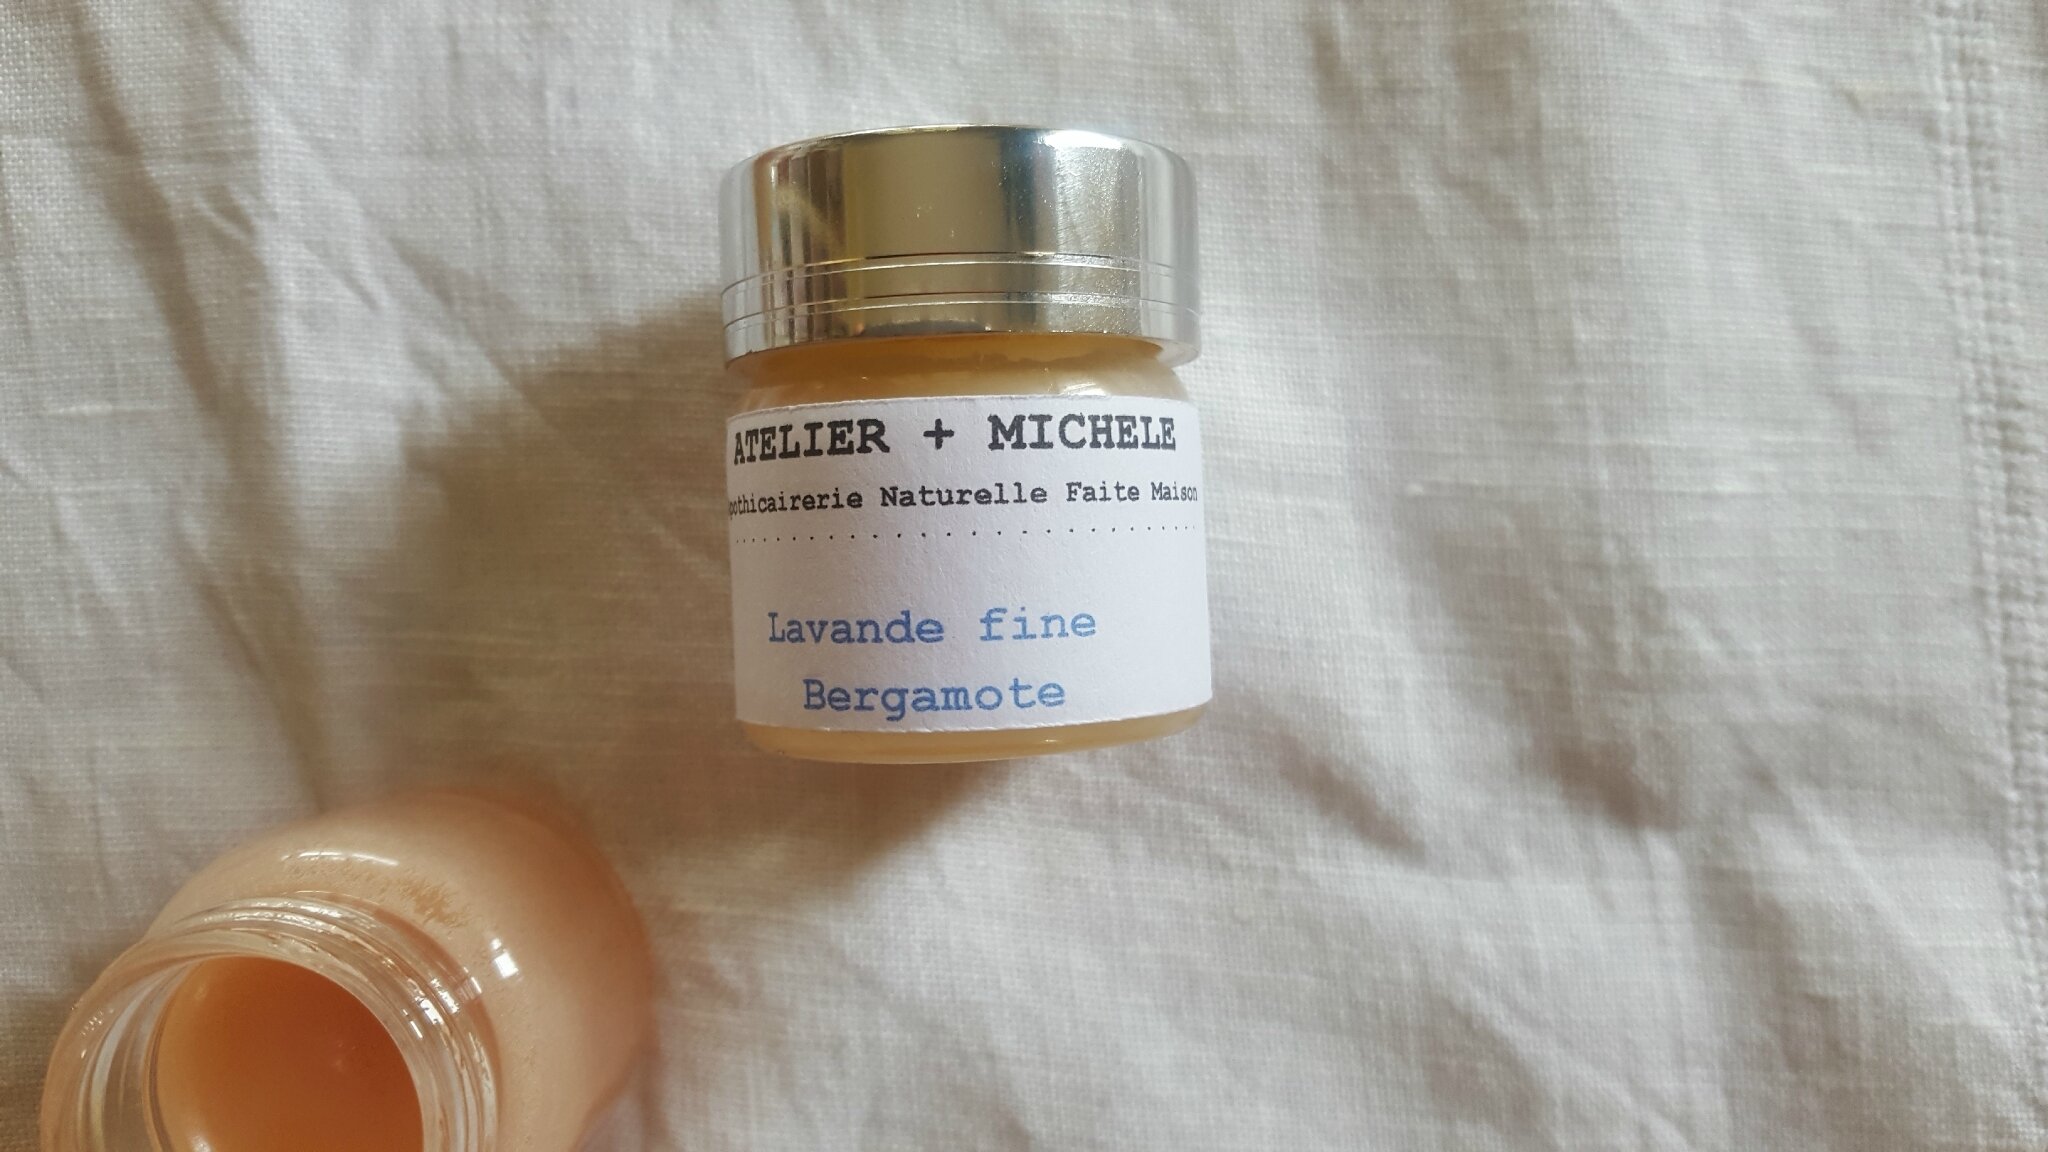 ATELIER + MICHELE
pothicairerie Naturelle Faite Maison
Lavande fine
Bergamote